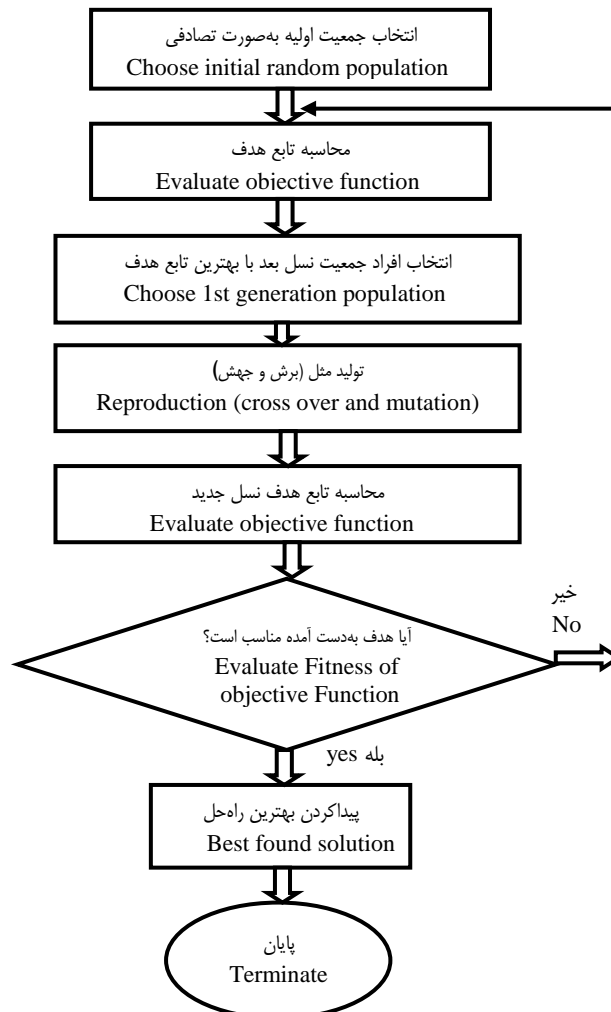 انتخاب جمعیت اولیه به‌صورت تصادفی
Choose initial random population
محاسبه تابع هدف
Evaluate objective function
انتخاب افراد جمعیت نسل بعد با بهترین تابع هدف
Choose 1st generation population
تولید مثل (برش و جهش)
Reproduction (cross over and mutation)
محاسبه تابع هدف نسل جدید
Evaluate objective function
آیا هدف به‌دست آمده مناسب است؟
Evaluate Fitness of
objective Function
خیر
No
بله yes
پیداکردن بهترین راه‌حل
Best found solution
پایان
Terminate